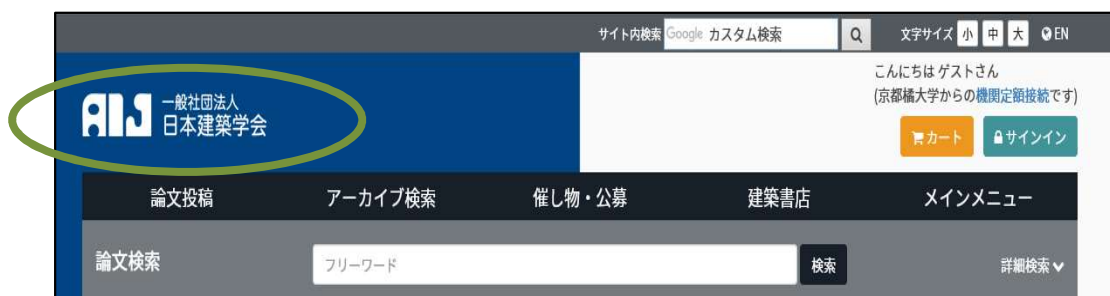 サイト内検索 Google カスタム検索 文字サイズ 小 中 大 EN
こんにちは ゲストさん
(京都橘大学からの機関定額接続です)
AIJ 一般社団法人
日本建築学会
カート サインイン
論文投稿 アーカイブ検索 催し物・公募 建築書店 メインメニュー
論文検索 フリーワード 検索 詳細検索